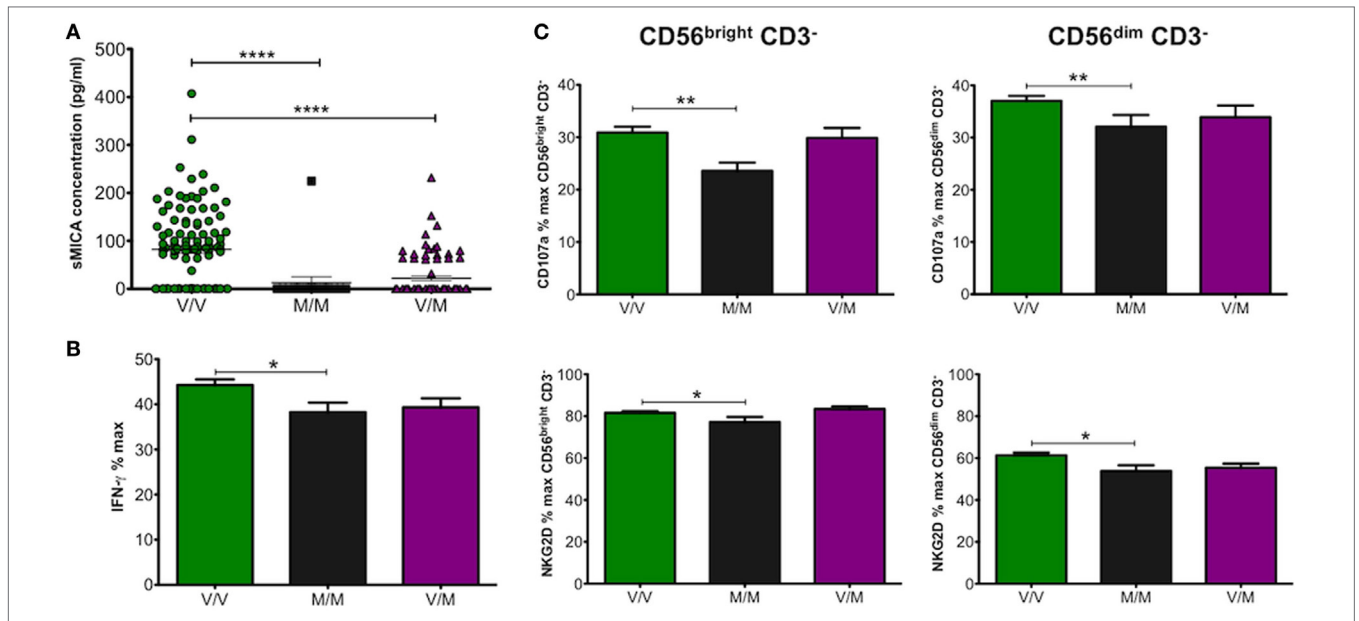 A
sMICA concentration (pg/ml)
500
400
300
200
100
0
****
****
V/V M/M V/M
B
IFN-γ % max
50
40
30
20
10
0
*
V/V M/M V/M
C
CD56bright CD3-
CD107a % max CD56bright CD3-
40
30
20
10
0
**
V/V M/M V/M
CD56dim CD3-
CD107a % max CD56dim CD3-
40
30
20
10
0
**
V/V M/M V/M
NKG2D % max CD56bright CD3-
100
80
60
40
20
0
*
V/V M/M V/M
NKG2D % max CD56dim CD3-
100
80
60
40
20
0
*
V/V M/M V/M